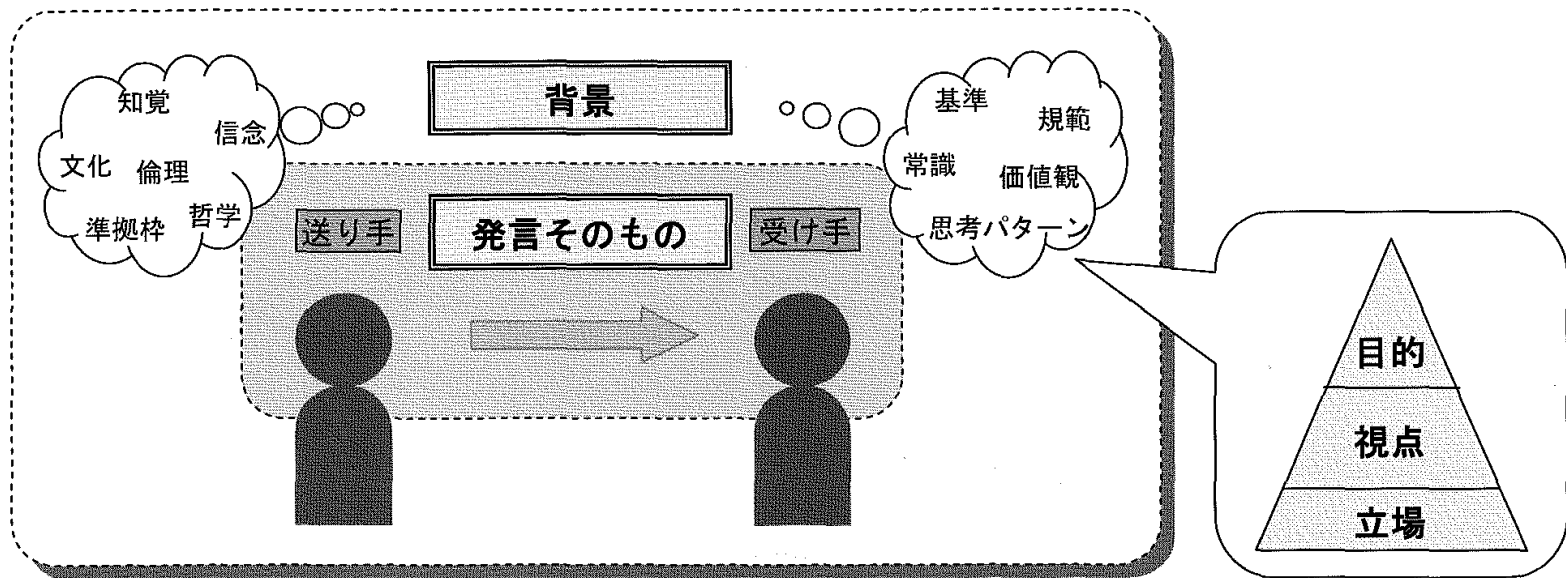 背景
知覚
信念
文化
倫理
準拠枠
哲学
基準
規範
常識
価値観
思考パターン
送り手
発言そのもの
受け手
目的
視点
立場